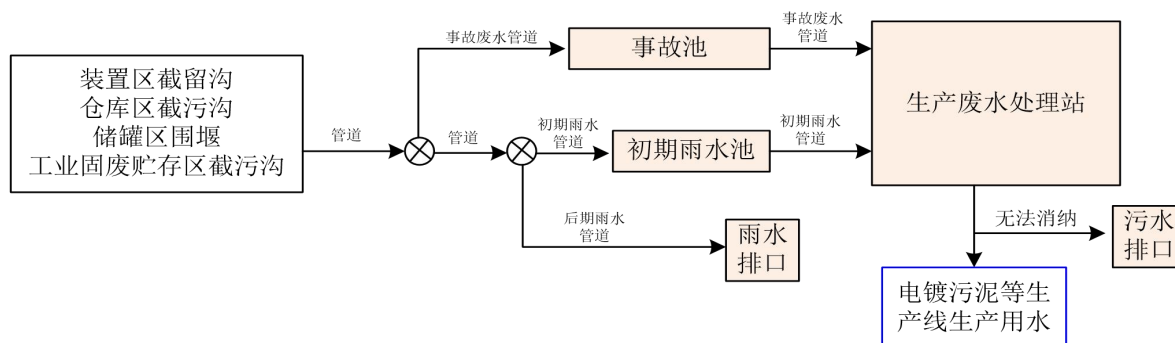 装置区截留沟
仓库区截污沟
储罐区围堰
工业固废贮存区截污沟
管道
事故废水管道
事故池
事故废水
管道
管道
初期雨水
管道
初期雨水池
初期雨水
管道
生产废水处理站
后期雨水
管道
雨水
排口
无法消纳
污水
排口
电镀污泥等生
产线生产用水